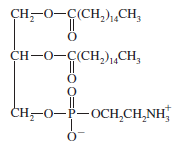 CH₂-O-C(CH₂)₁₄CH₃
O
CH-O-C(CH₂)₁₄CH₃
O
O
CH₂-O-P-OCH₂CH₂NH₃⁺
O⁻